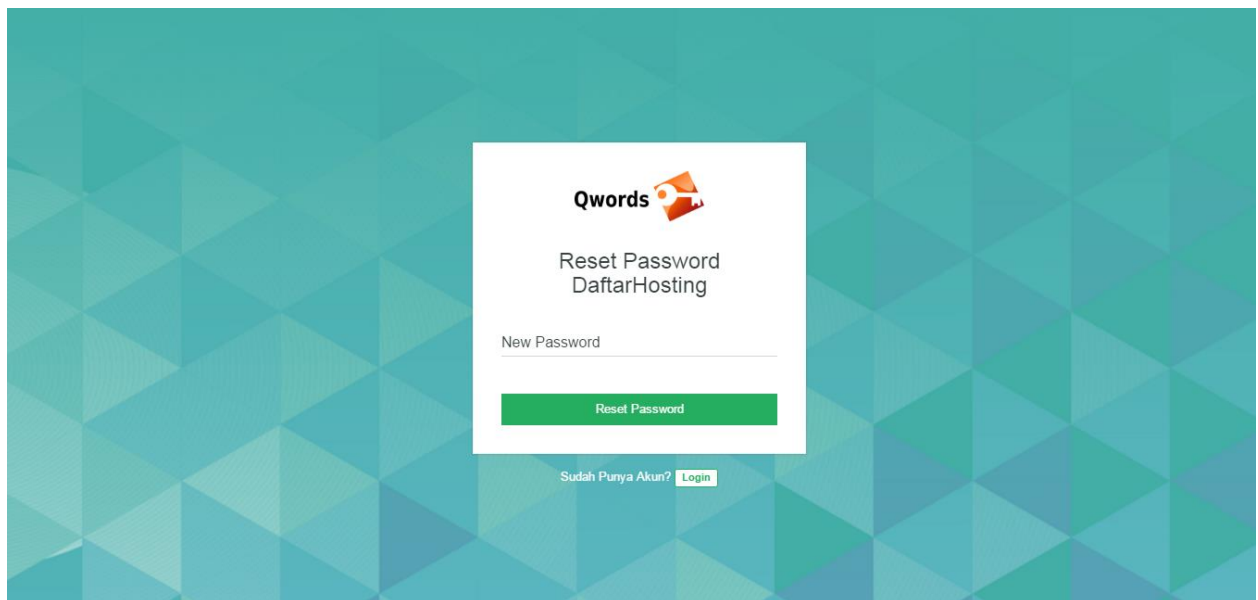 Qwords
Reset Password
DaftarHosting
New Password
Reset Password
Sudah Punya Akun? Login